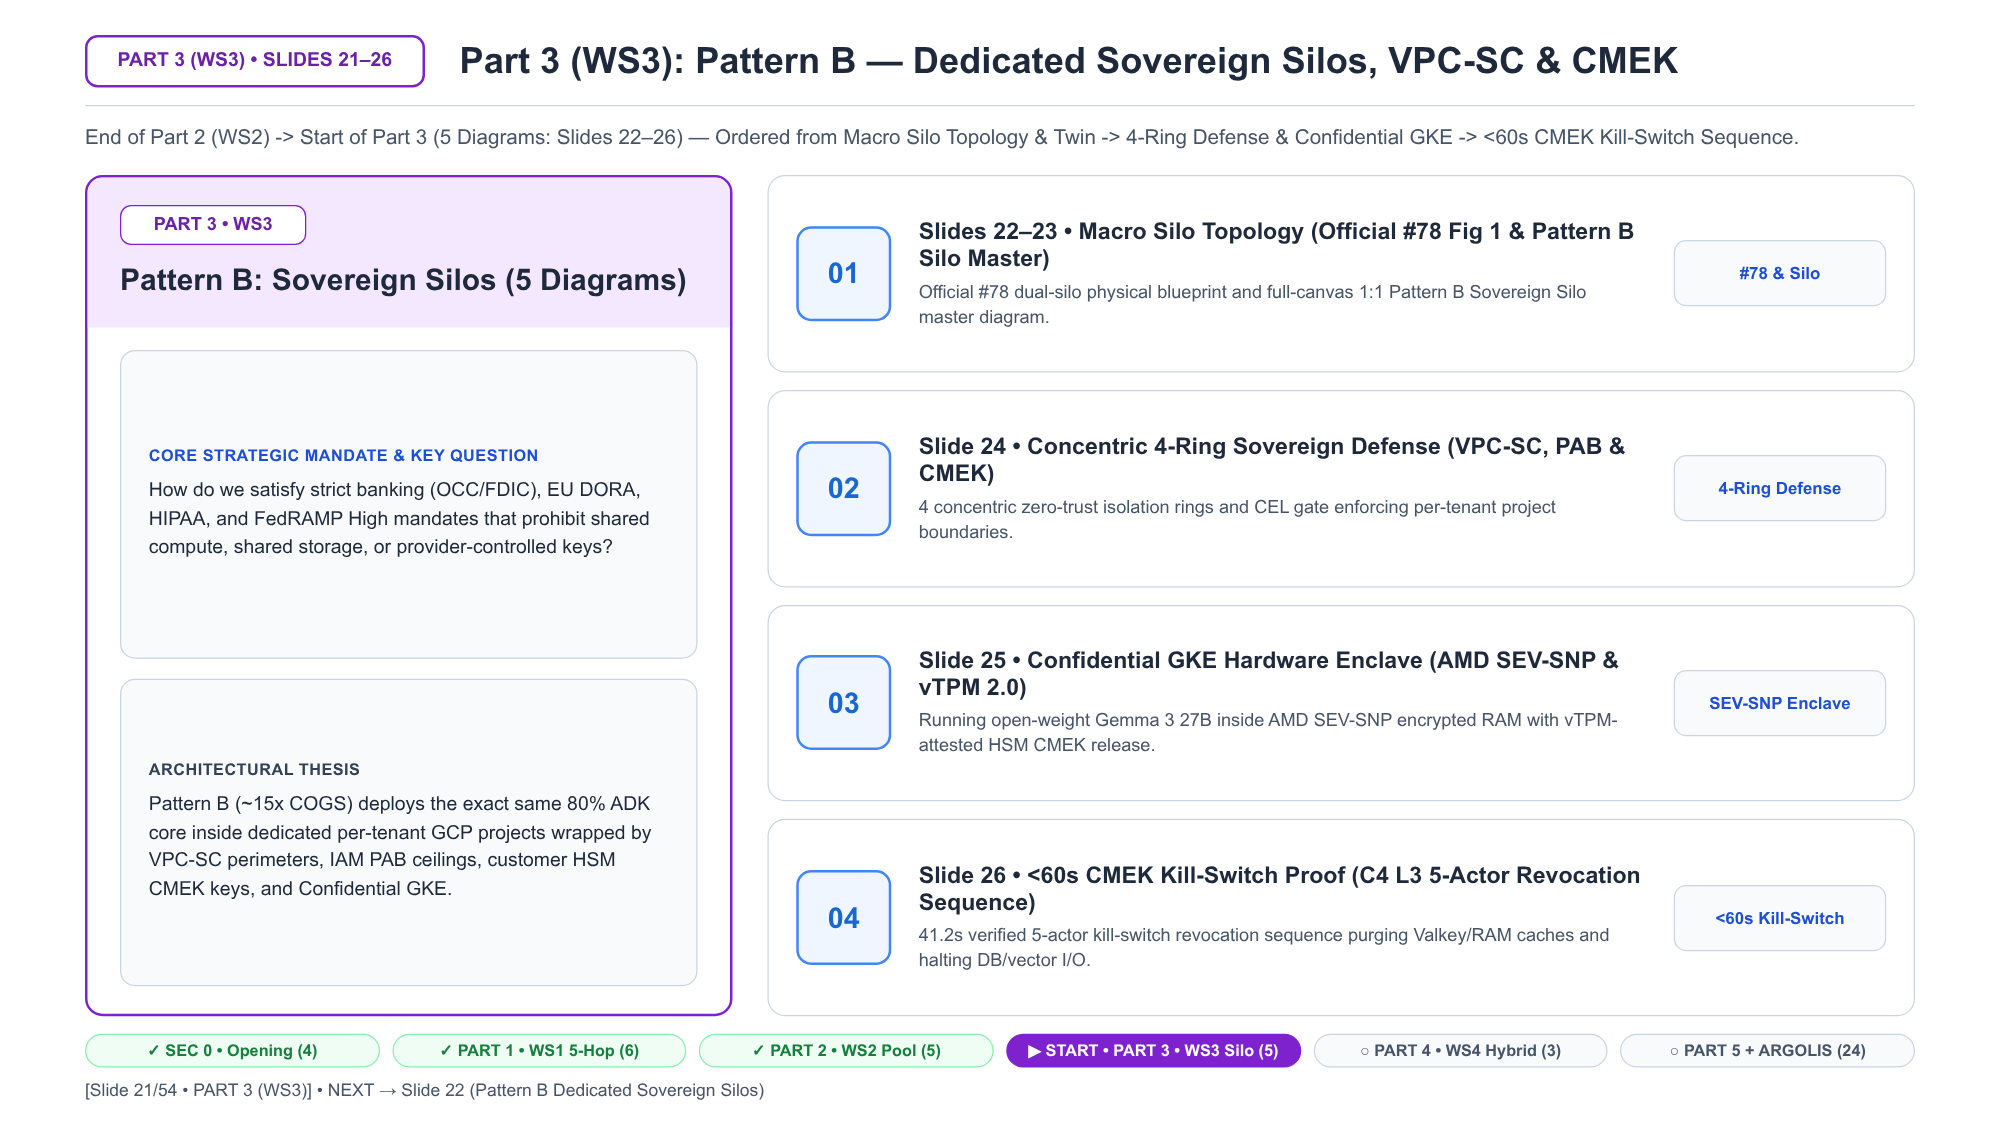 PART 3 (WS3) • SLIDES 21–26
Part 3 (WS3): Pattern B — Dedicated Sovereign Silos, VPC-SC & CMEK
End of Part 2 (WS2) -> Start of Part 3 (5 Diagrams: Slides 22–26) — Ordered from Macro Silo Topology & Twin -> 4-Ring Defense & Confidential GKE -> <60s CMEK Kill-Switch Sequence.
PART 3 • WS3
Pattern B: Sovereign Silos (5 Diagrams)
CORE STRATEGIC MANDATE & KEY QUESTION
How do we satisfy strict banking (OCC/FDIC), EU DORA,
HIPAA, and FedRAMP High mandates that prohibit shared
compute, shared storage, or provider-controlled keys?
ARCHITECTURAL THESIS
Pattern B (~15x COGS) deploys the exact same 80% ADK
core inside dedicated per-tenant GCP projects wrapped by
VPC-SC perimeters, IAM PAB ceilings, customer HSM
CMEK keys, and Confidential GKE.
01
Slides 22–23 • Macro Silo Topology (Official #78 Fig 1 & Pattern B
Silo Master)
Official #78 dual-silo physical blueprint and full-canvas 1:1 Pattern B Sovereign Silo
master diagram.
#78 & Silo
02
Slide 24 • Concentric 4-Ring Sovereign Defense (VPC-SC, PAB &
CMEK)
4 concentric zero-trust isolation rings and CEL gate enforcing per-tenant project
boundaries.
4-Ring Defense
03
Slide 25 • Confidential GKE Hardware Enclave (AMD SEV-SNP &
vTPM 2.0)
Running open-weight Gemma 3 27B inside AMD SEV-SNP encrypted RAM with vTPM-
attested HSM CMEK release.
SEV-SNP Enclave
04
Slide 26 • <60s CMEK Kill-Switch Proof (C4 L3 5-Actor Revocation
Sequence)
41.2s verified 5-actor kill-switch revocation sequence purging Valkey/RAM caches and
halting DB/vector I/O.
<60s Kill-Switch
✓ SEC 0 • Opening (4)
✓ PART 1 • WS1 5-Hop (6)
✓ PART 2 • WS2 Pool (5)
▶ START • PART 3 • WS3 Silo (5)
○ PART 4 • WS4 Hybrid (3)
○ PART 5 + ARGOLIS (24)
[Slide 21/54 • PART 3 (WS3)] • NEXT → Slide 22 (Pattern B Dedicated Sovereign Silos)